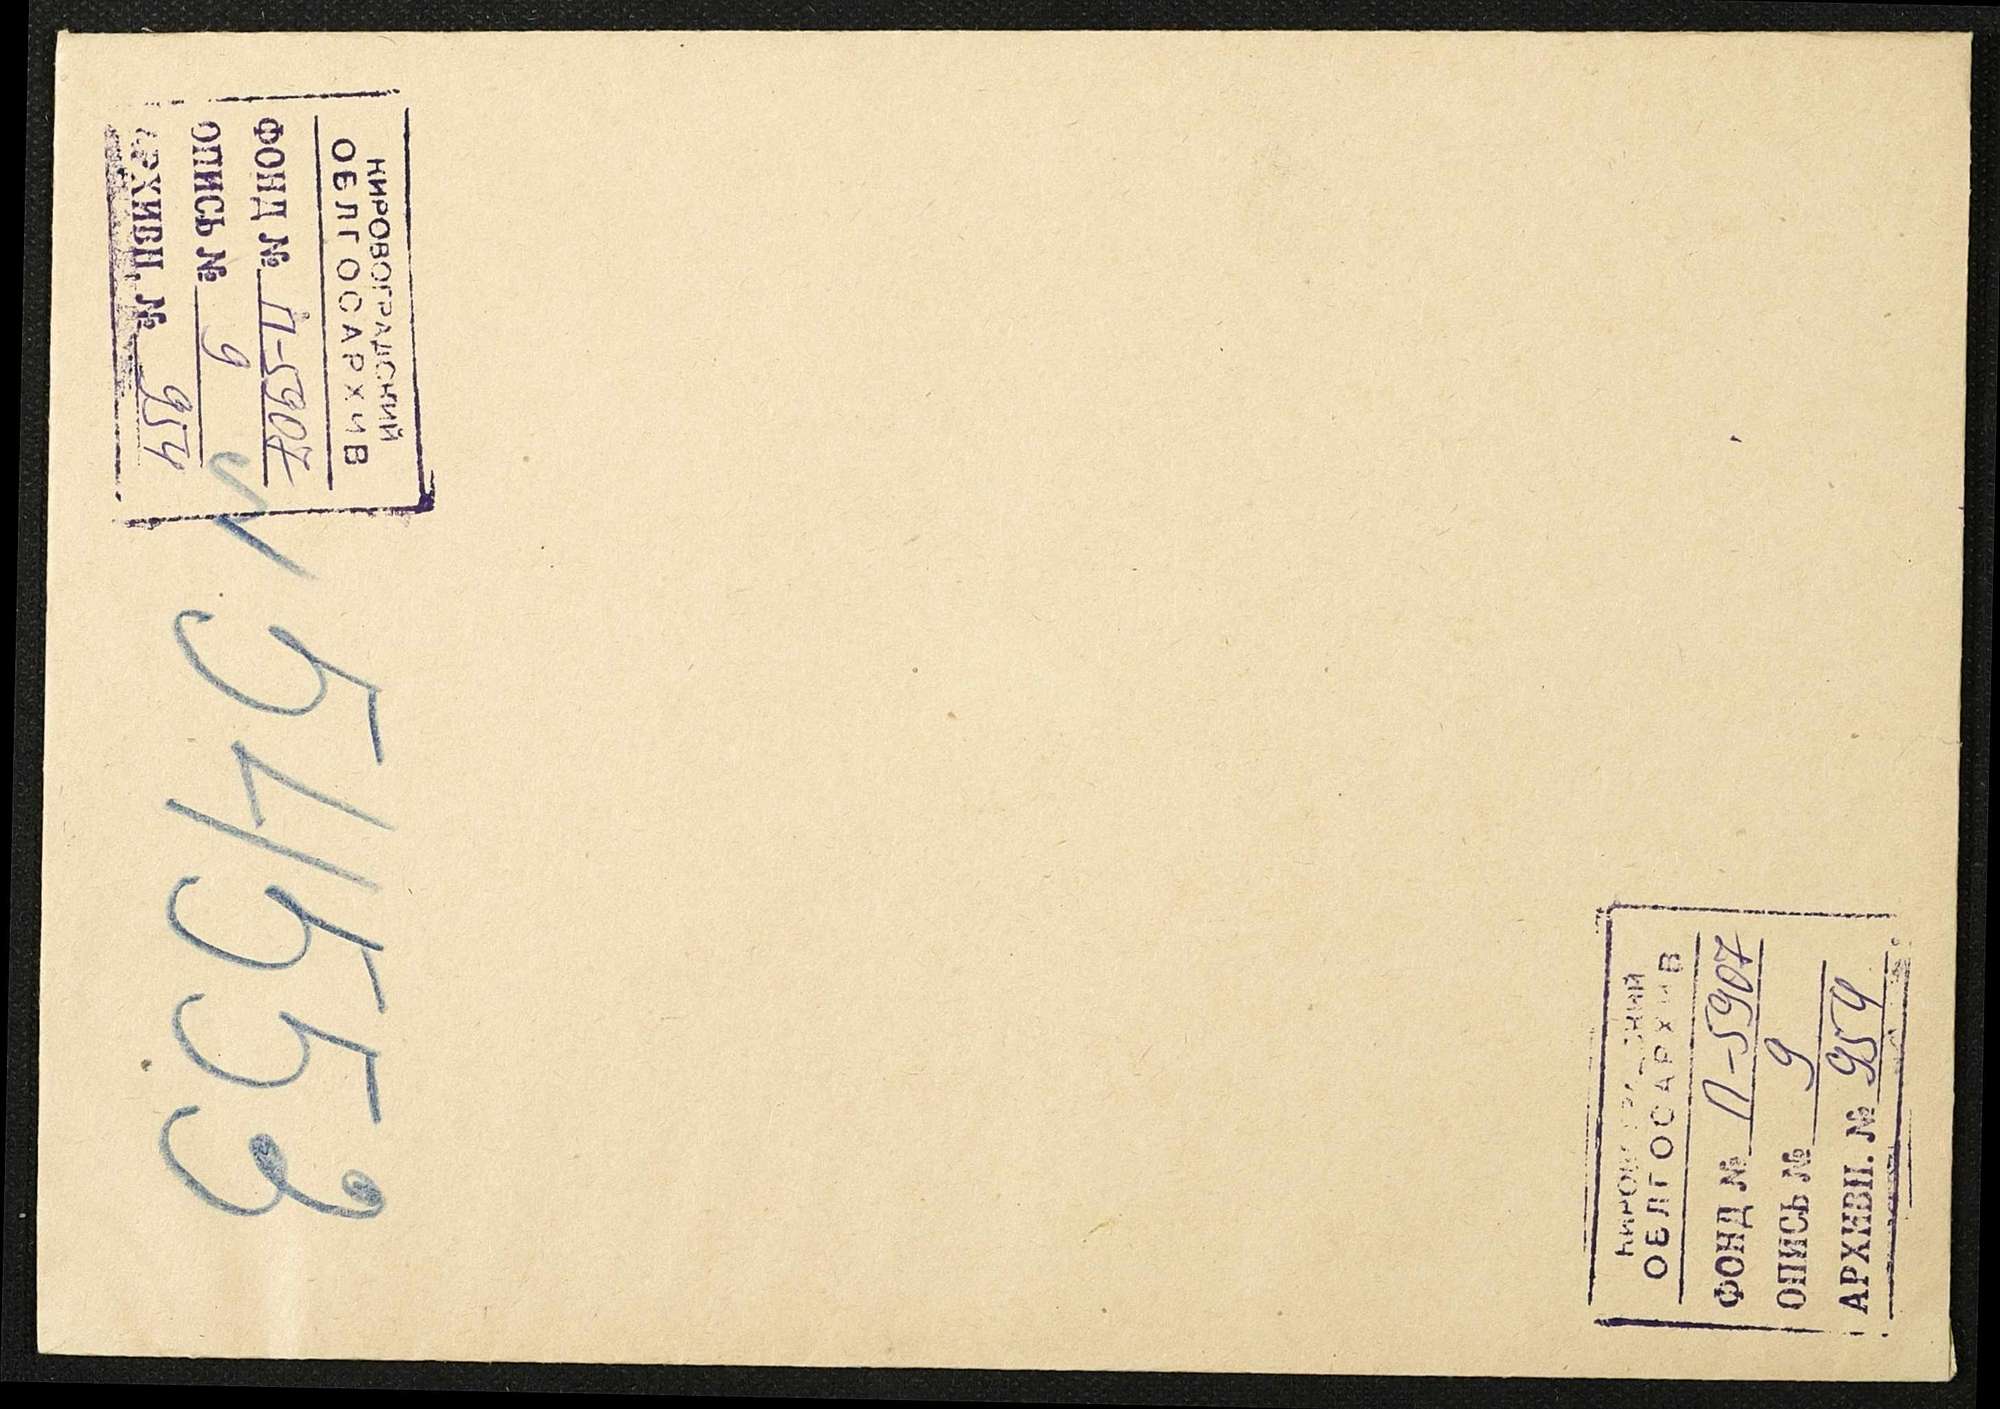 КИРОВОГРАДСКИЙ
ОБЛГОСАРХИВ
ФОНД № П-5907
ОПИСЬ № 9
АРХИВН. № 954
54553
ОБЛГОСАРХИВ
ФОНД № П-5907
ОПИСЬ № 9
АРХИВН. № 954